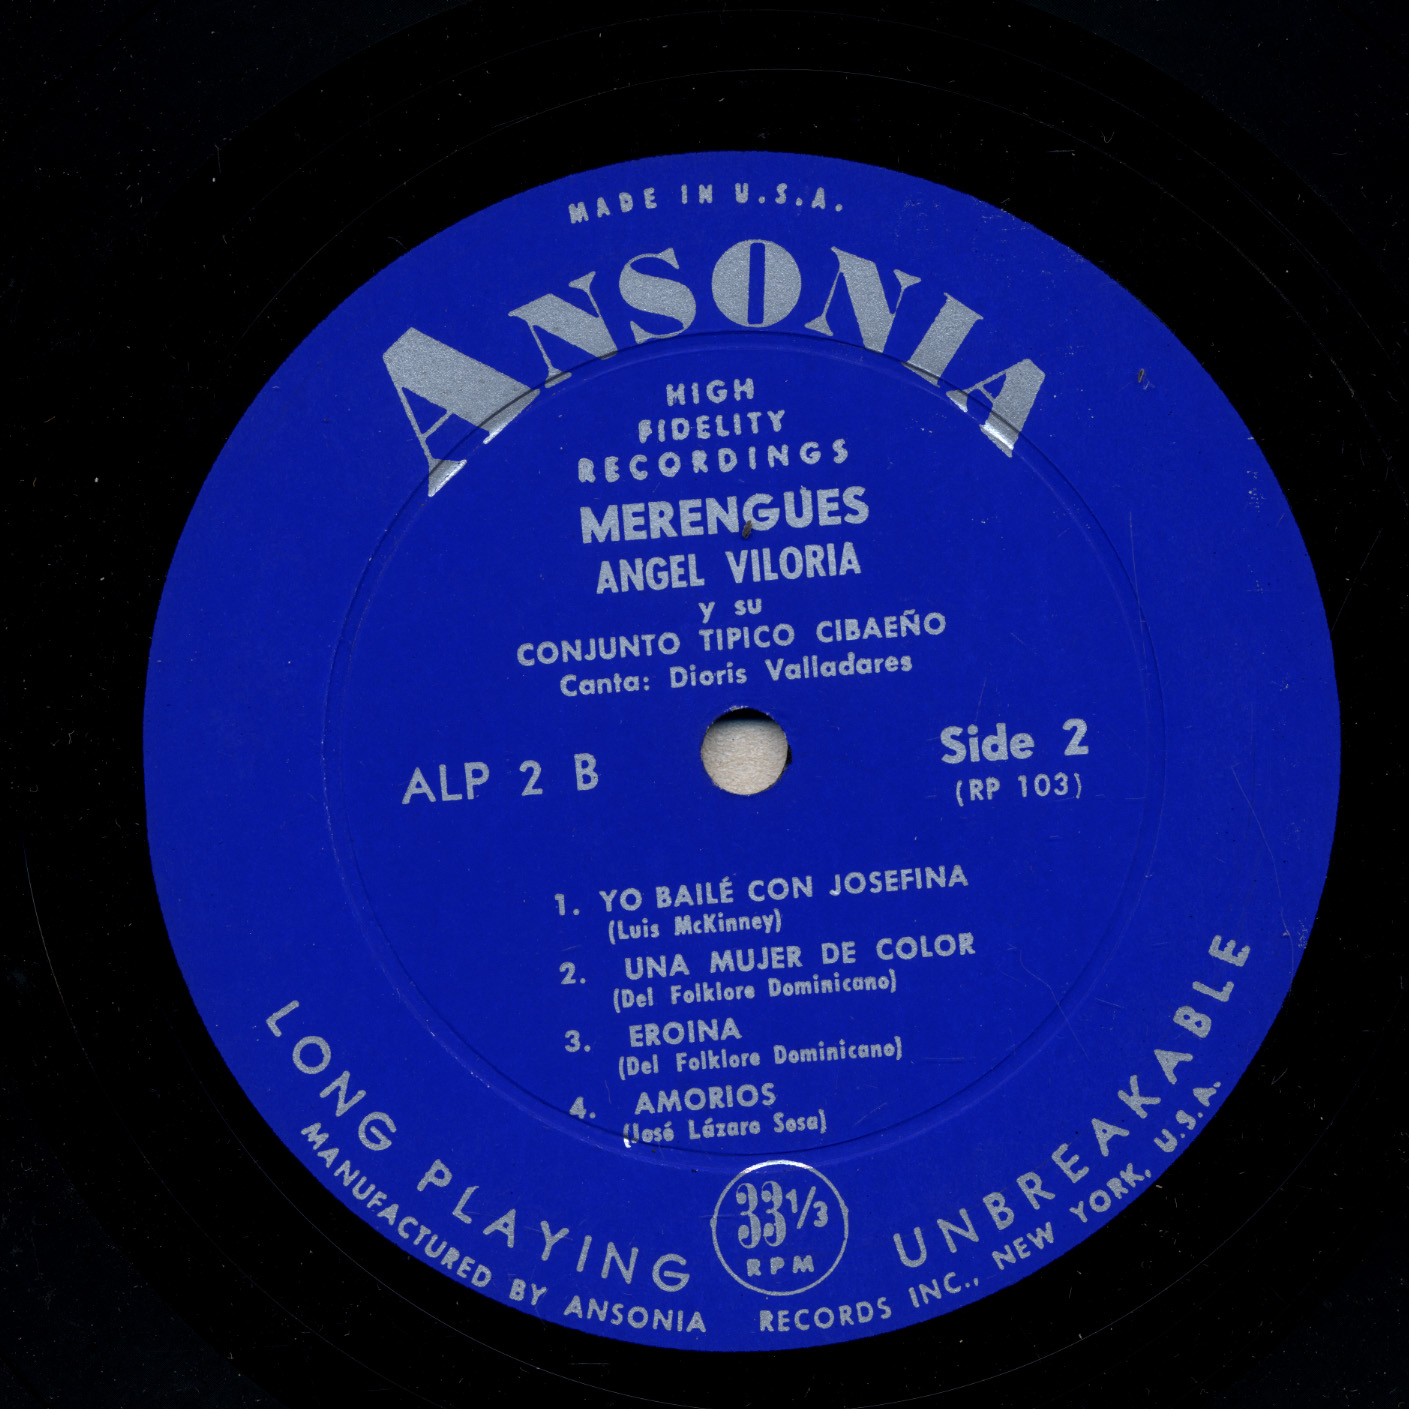 MADE IN U.S.A.
ANSONIA
HIGH
FIDELITY
RECORDINGS
MERENGUES
ANGEL VILORIA
y su
CONJUNTO TIPICO CIBAEÑO
Canta: Dioris Valladares
ALP 2 B
Side 2
(RP 103)
1. YO BAILÉ CON JOSEFINA
(Luis McKinney)
2. UNA MUJER DE COLOR
(Del Folklore Dominicano)
3. EROINA
(Del Folklore Dominicano)
4. AMORIOS
(José Lázaro Sosa)
33 1/3
RPM
LONG PLAYING UNBREAKABLE
MANUFACTURED BY ANSONIA RECORDS INC., NEW YORK, U.S.A.